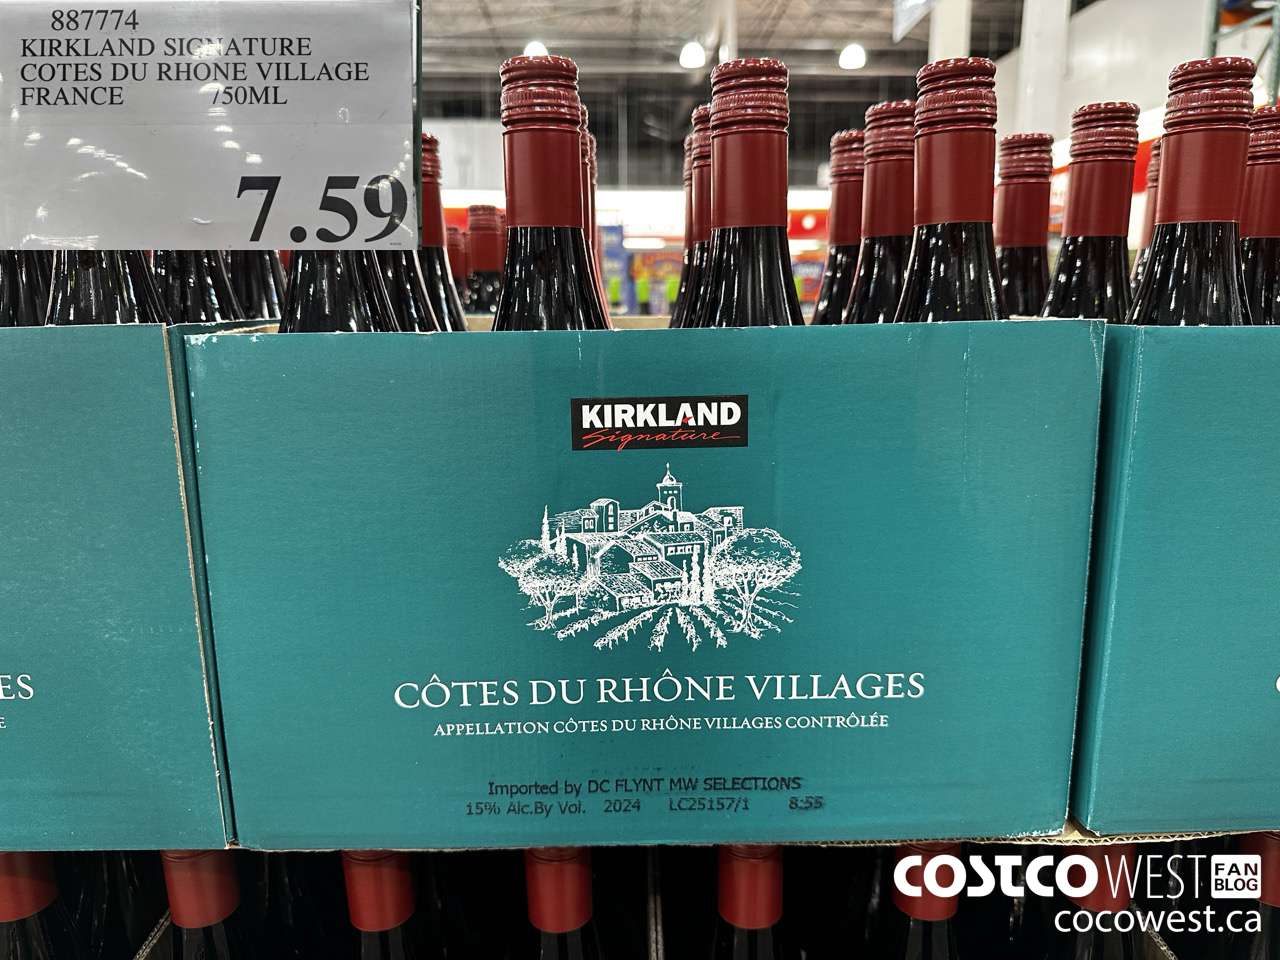 887774
KIRKLAND SIGNATURE
COTES DU RHONE VILLAGE
FRANCE /50ML
7.59
KIRKLAND
Signature
CÔTES DU RHÔNE VILLAGES
APPELLATION CÔTES DU RHÔNE VILLAGES CONTRÔLÉE
Imported by DC FLYNT MW SELECTIONS
15% Alc.By Vol. 2024 LC25157/1 8:55
ES
E
COSTCO WEST FAN BLOG
cocowest.ca